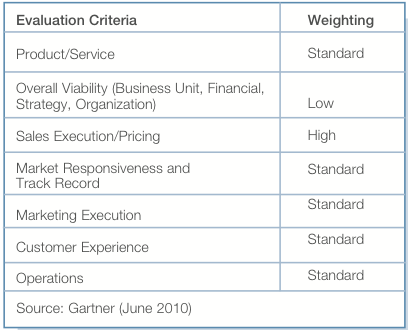 Evaluation Criteria Weighting
Product/Service Standard
Overall Viability (Business Unit, Financial,
Strategy, Organization) Low
Sales Execution/Pricing High
Market Responsiveness and Standard
Track Record
Marketing Execution Standard
Customer Experience Standard
Operations Standard
Source: Gartner (June 2010)